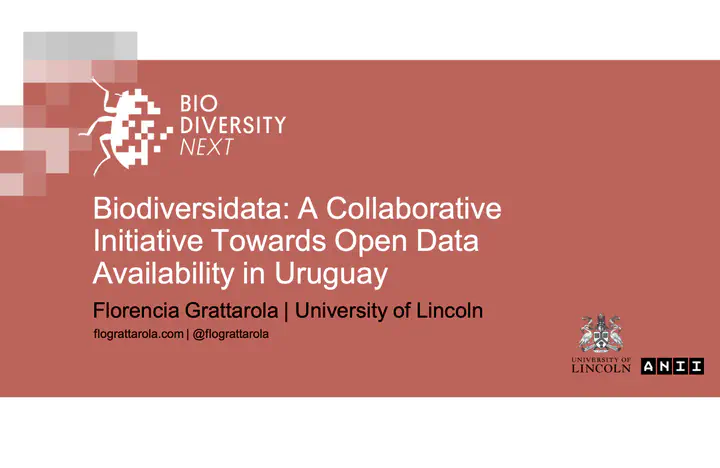 BIO
DIVERSITY
NEXT
Biodiversidata: A Collaborative
Initiative Towards Open Data
Availability in Uruguay
Florencia Grattarola | University of Lincoln
flograttarola.com | @flograttarola
UNIVERSITY OF
LINCOLN
ANII